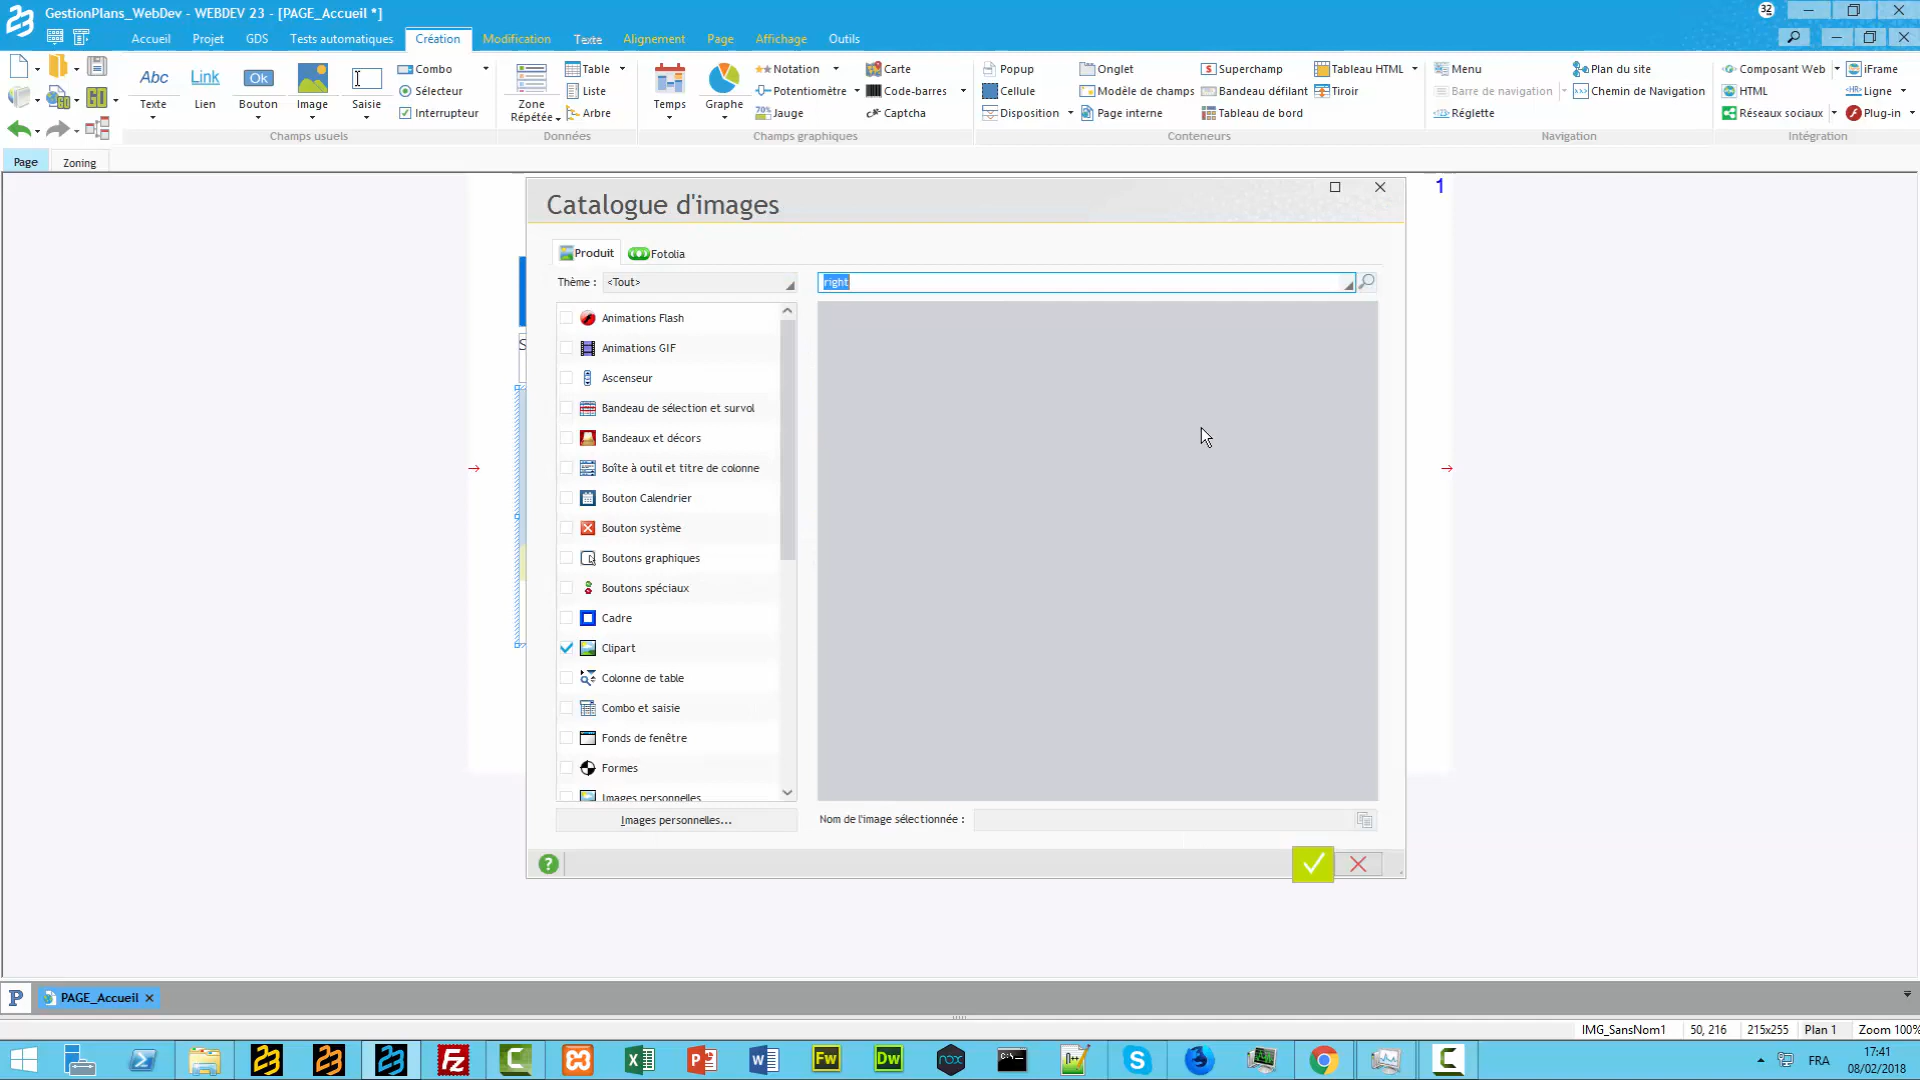 GestionPlans_WebDev - WEBDEV 23 - [PAGE_Accueil *]
32
Accueil Projet GDS Tests automatiques Création Modification Texte Alignement Page Affichage Outils
Abc Link Ok Combo Table Notation Carte Popup Onglet Superchamp Tableau HTML Menu Plan du site Composant Web iFrame
Sélecteur Liste Potentiomètre Code-barres Cellule Modèle de champs Bandeau défilant Tiroir Barre de navigation Chemin de Navigation HTML Ligne
Texte Lien Bouton Image Saisie Interrupteur Zone Répétée Arbre Temps Graphe Jauge Captcha Disposition Page interne Tableau de bord Réglette Réseaux sociaux Plug-in
Champs usuels Données Champs graphiques Conteneurs Navigation Intégration
Page Zoning
1
Catalogue d'images
Produit Fotolia
Thème : <Tout> right
Animations Flash
Animations GIF
Ascenseur
Bandeau de sélection et survol
Bandeaux et décors
Boîte à outil et titre de colonne
Bouton Calendrier
Bouton système
Boutons graphiques
Boutons spéciaux
Cadre
Clipart
Colonne de table
Combo et saisie
Fonds de fenêtre
Formes
Images personnelles
Images personnelles...
Nom de l'image sélectionnée :
PAGE_Accueil
IMG_SansNom1 50, 216 215x255 Plan 1 Zoom 100%
FRA
17:41
08/02/2018